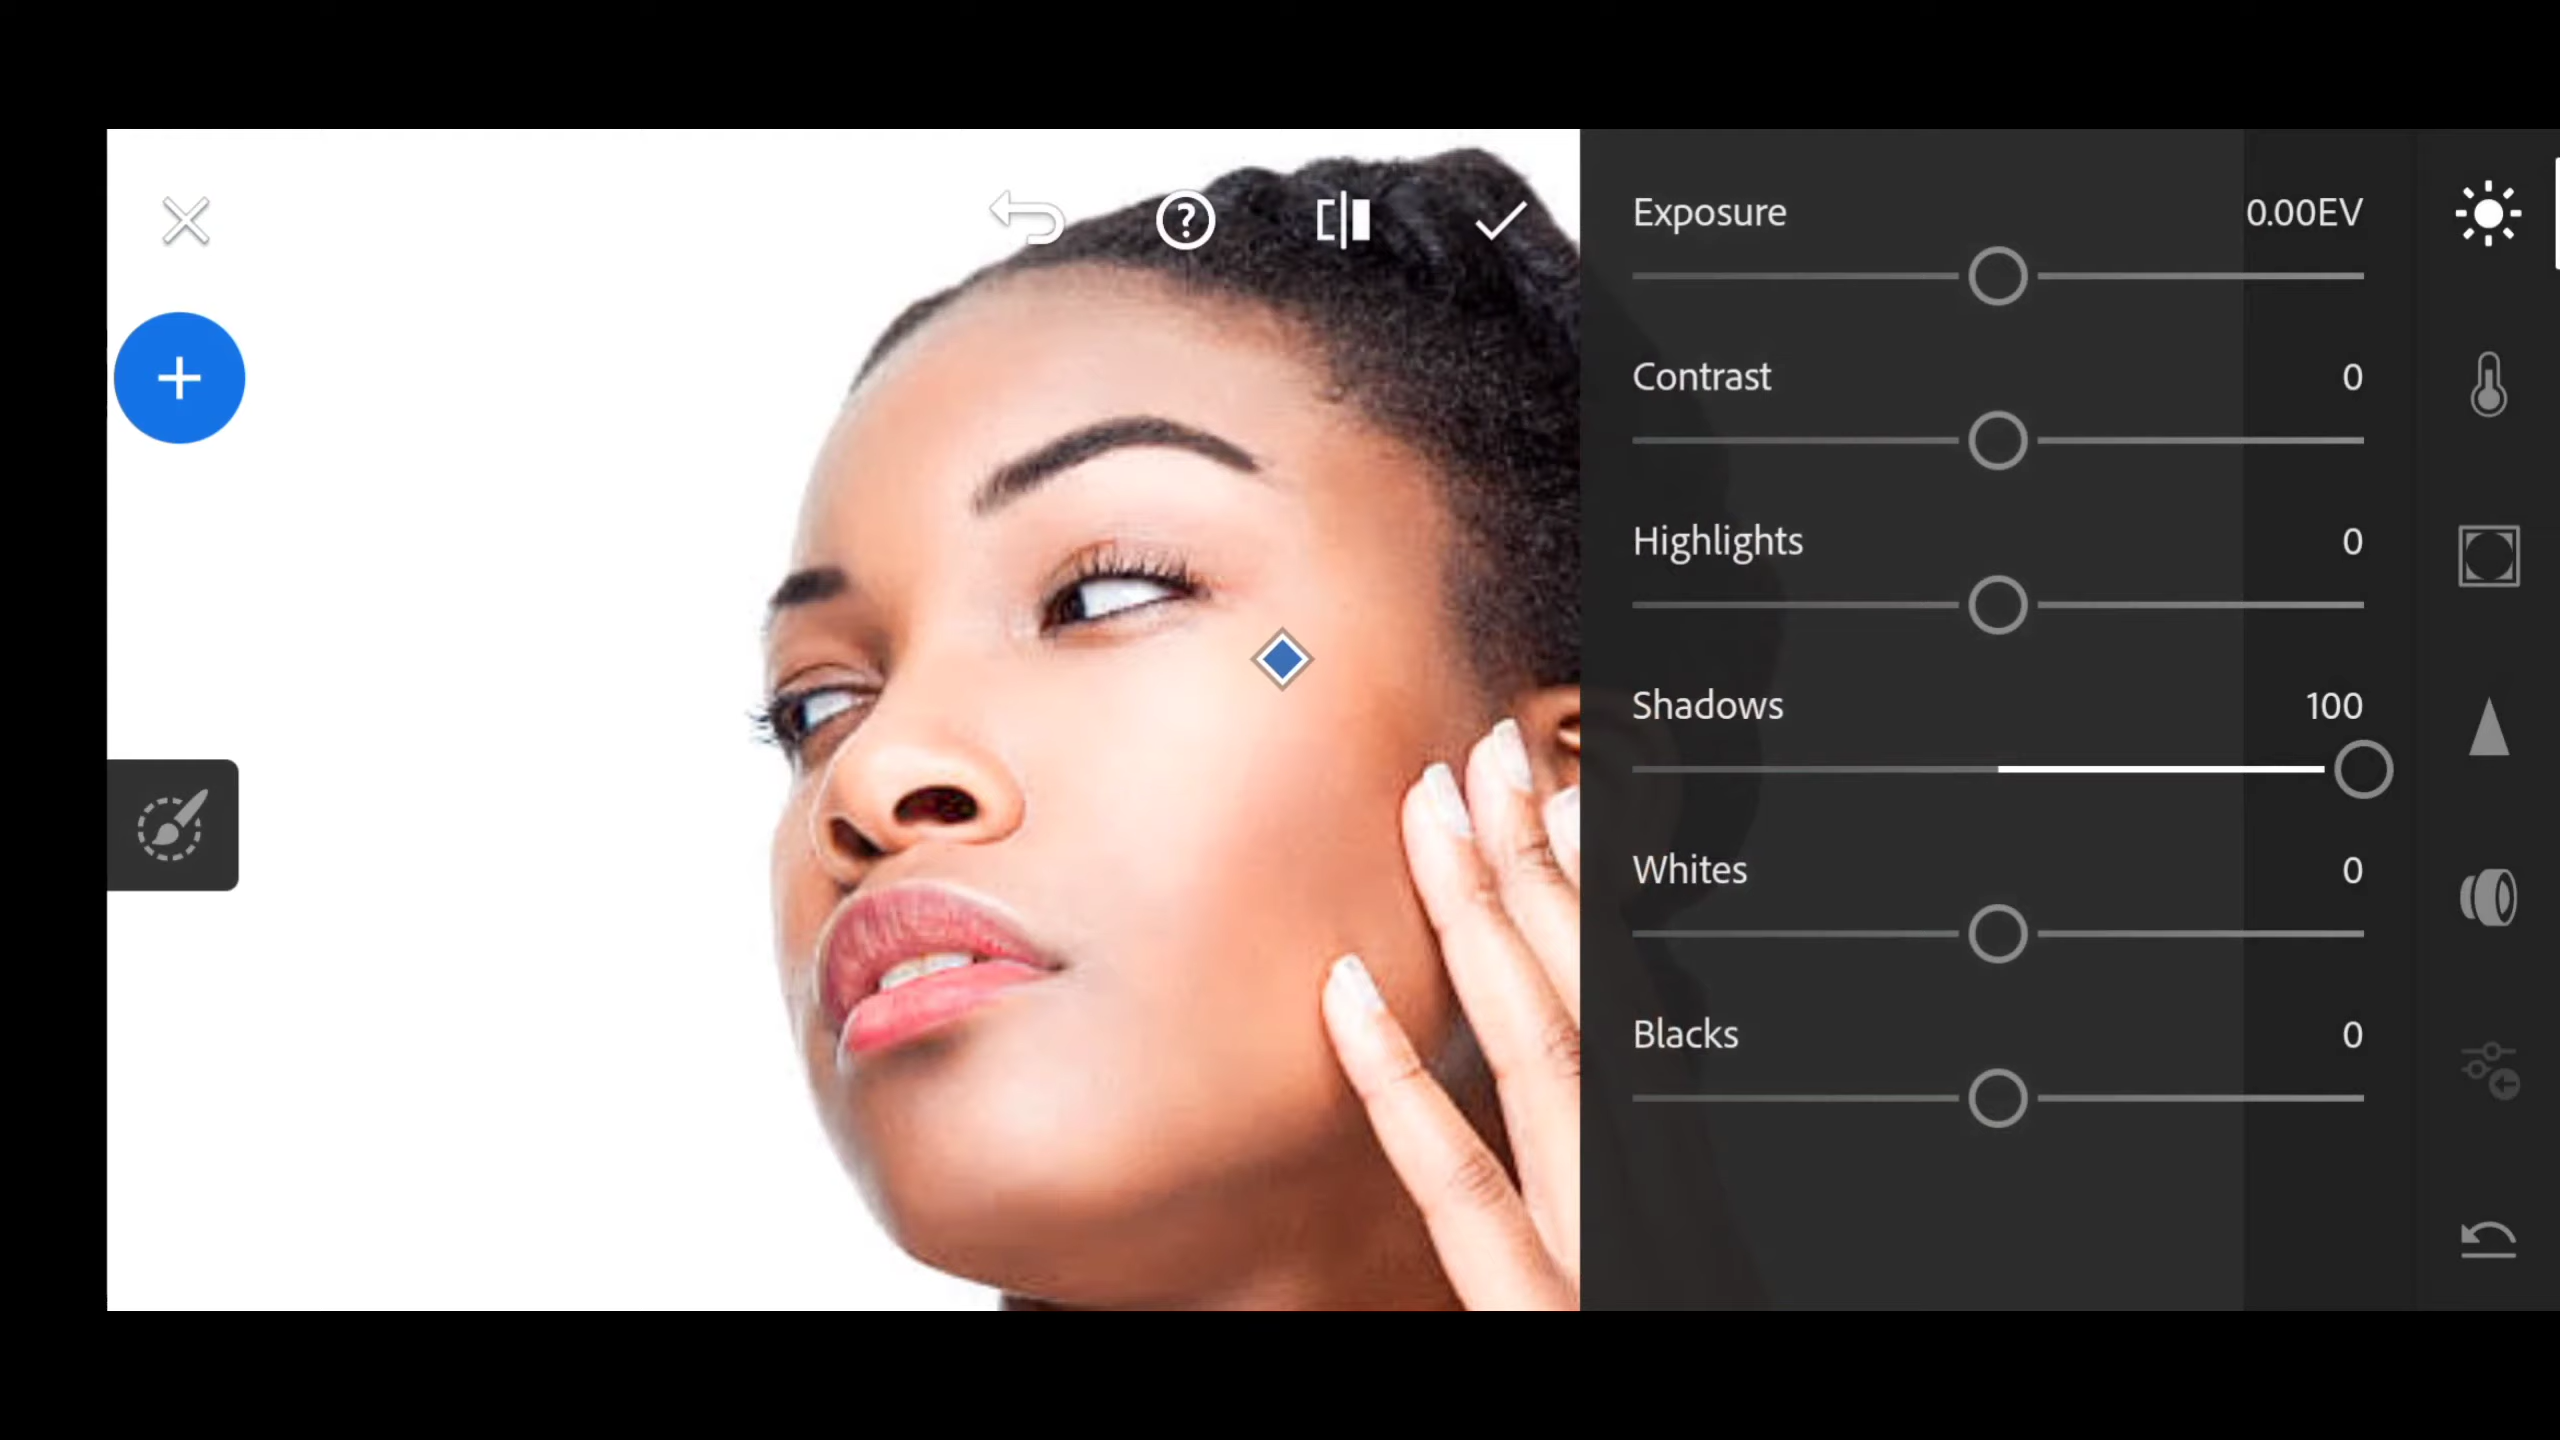 Exposure 0.00EV
Contrast 0
Highlights 0
Shadows 100
Whites 0
Blacks 0